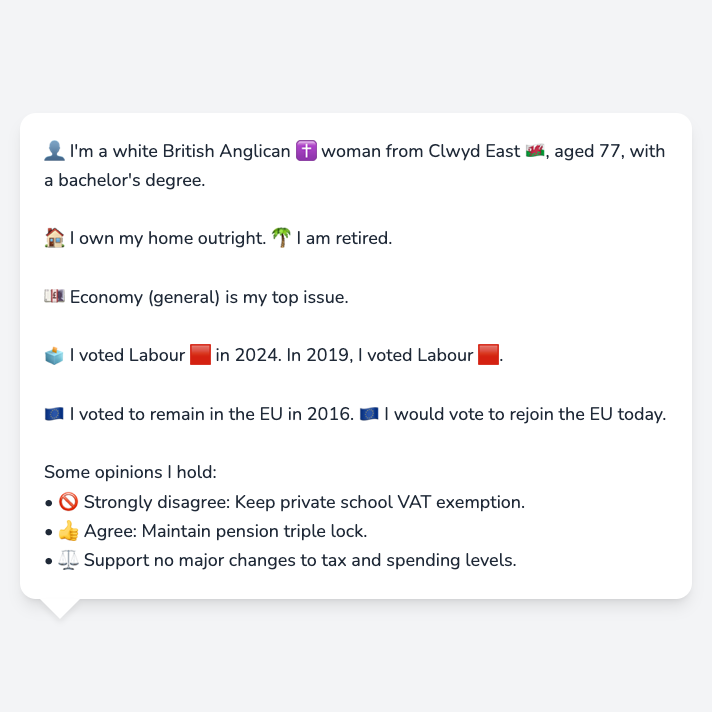 👤 I'm a white British Anglican ✝️ woman from Clwyd East 🏴󠁧󠁢󠁷󠁬󠁳󠁿, aged 77, with
a bachelor's degree.
🏠 I own my home outright. 🌴 I am retired.
💷 Economy (general) is my top issue.
🗳️ I voted Labour 🟥 in 2024. In 2019, I voted Labour 🟥.
🇪🇺 I voted to remain in the EU in 2016. 🇪🇺 I would vote to rejoin the EU today.
Some opinions I hold:
• 🚫 Strongly disagree: Keep private school VAT exemption.
• 👍 Agree: Maintain pension triple lock.
• ⚖️ Support no major changes to tax and spending levels.